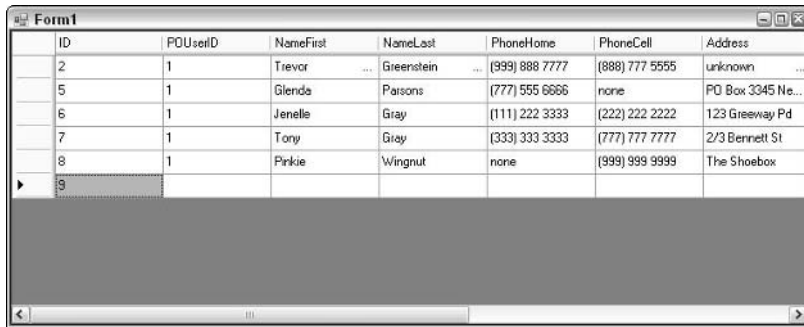 Form1
ID POUserID NameFirst NameLast PhoneHome PhoneCell Address
2 1 Trevor ... Greenstein ... (999) 888 7777 (888) 777 5555 unknown ...
5 1 Glenda Parsons (777) 555 6666 none PO Box 3345 Ne...
6 1 Jenelle Gray (111) 222 3333 (222) 222 2222 123 Greeway Pd
7 1 Tony Gray (333) 333 3333 (777) 777 7777 2/3 Bennett St
8 1 Pinkie Wingnut none (999) 999 9999 The Shoebox
9